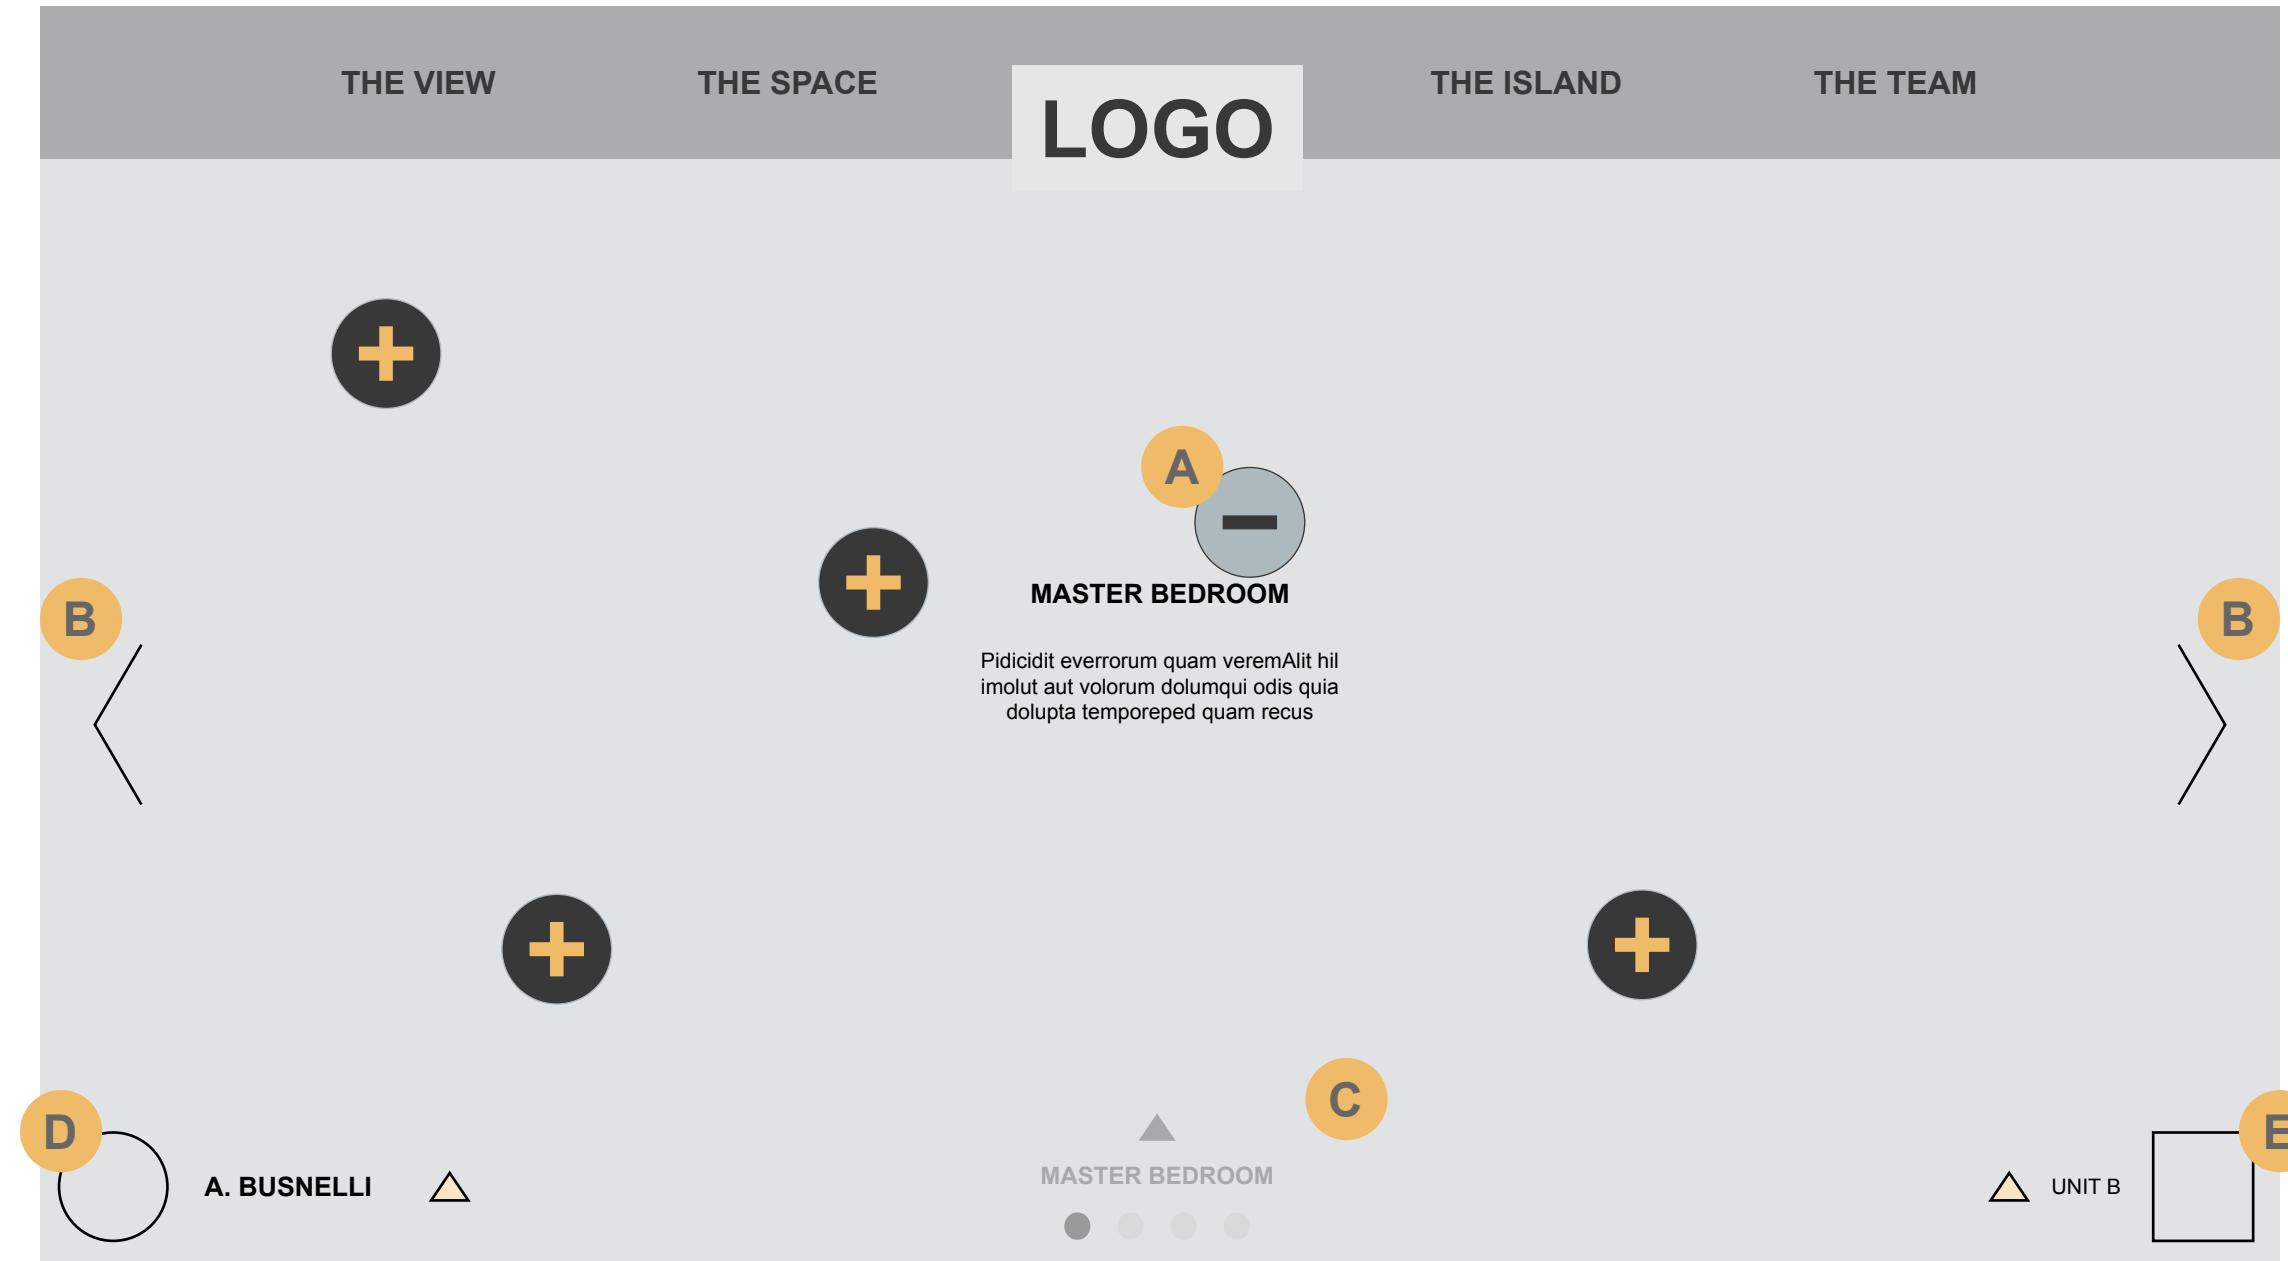 THE VIEW
THE SPACE
LOGO
THE ISLAND
THE TEAM
A
MASTER BEDROOM
Pidicidit everrorum quam veremAlit hil
imolut aut volorum dolumqui odis quia
dolupta temporeped quam recus
B
B
C
D
E
A. BUSNELLI
MASTER BEDROOM
UNIT B